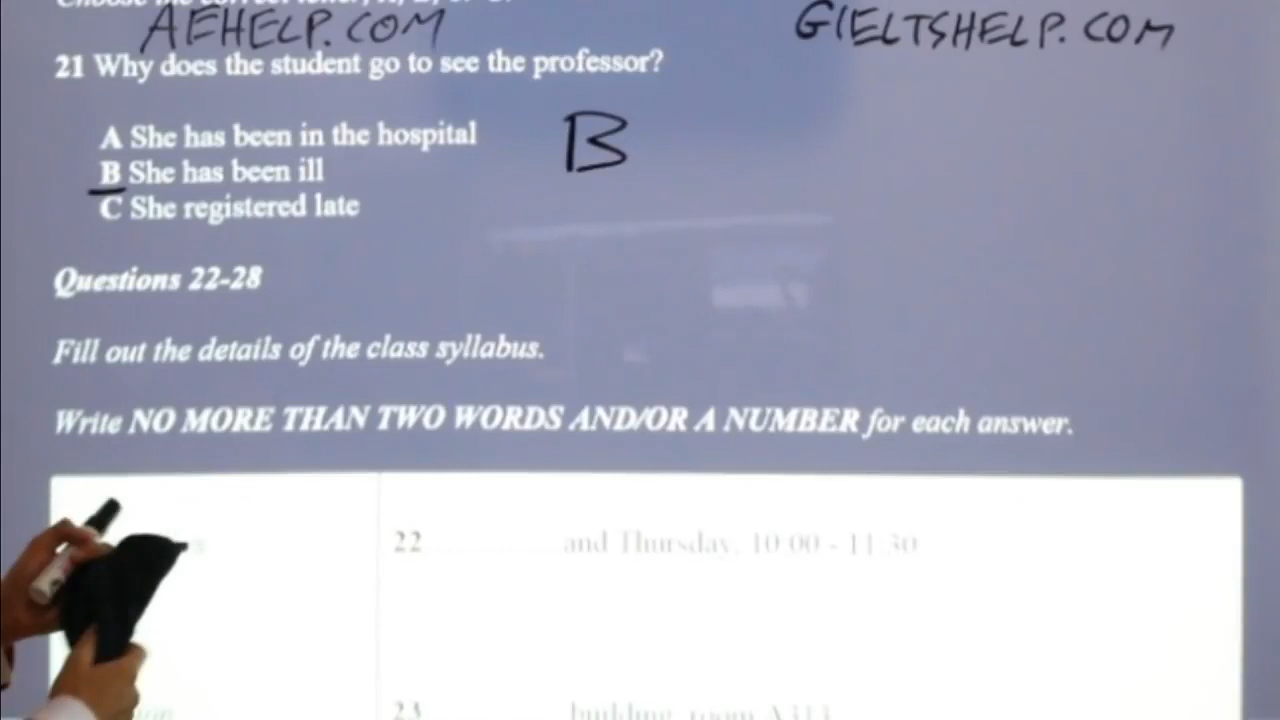 AEHELP.COM GIELTSHELP.COM
21 Why does the student go to see the professor?
A She has been in the hospital B
B She has been ill
C She registered late
Questions 22-28
Fill out the details of the class syllabus.
Write NO MORE THAN TWO WORDS AND/OR A NUMBER for each answer.
22 and Thursday, 10:00 - 11:30
23 building, room A313